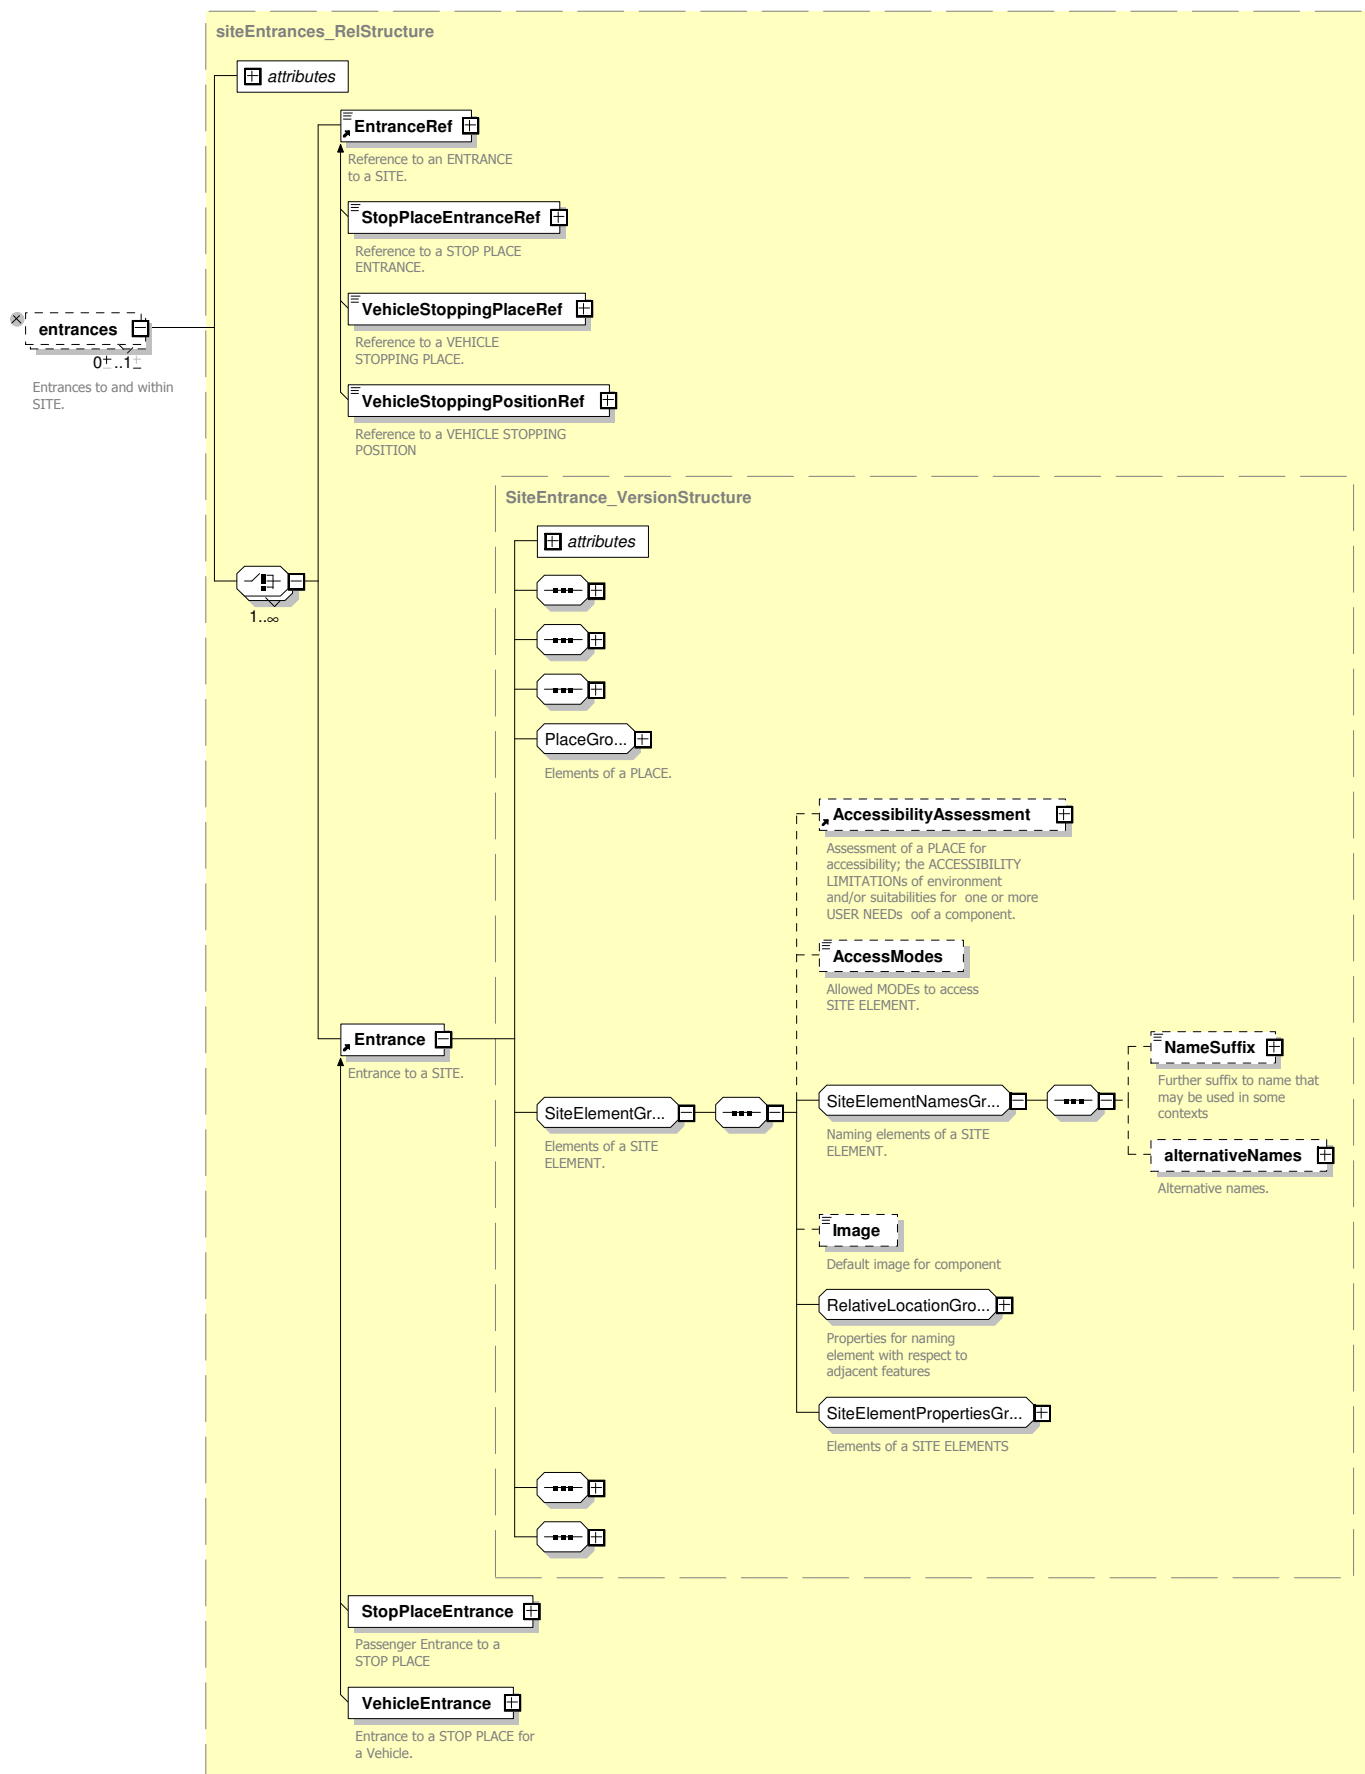 siteEntrances_RelStructure
attributes
EntranceRef
Reference to an ENTRANCE
to a SITE.
StopPlaceEntranceRef
Reference to a STOP PLACE
ENTRANCE.
VehicleStoppingPlaceRef
Reference to a VEHICLE
STOPPING PLACE.
entrances
0..1
Entrances to and within
SITE.
VehicleStoppingPositionRef
Reference to a VEHICLE STOPPING
POSITION
1..∞
SiteEntrance_VersionStructure
attributes
PlaceGro...
Elements of a PLACE.
Entrance
Entrance to a SITE.
SiteElementGr...
Elements of a SITE
ELEMENT.
AccessibilityAssessment
Assessment of a PLACE for
accessibility; the ACCESSIBILITY
LIMITATIONs of environment
and/or suitabilities for  one or more
USER NEEDs  oof a component.
AccessModes
Allowed MODEs to access
SITE ELEMENT.
SiteElementNamesGr...
Naming elements of a SITE
ELEMENT.
NameSuffix
Further suffix to name that
may be used in some
contexts
alternativeNames
Alternative names.
Image
Default image for component
RelativeLocationGro...
Properties for naming
element with respect to
adjacent features
SiteElementPropertiesGr...
Elements of a SITE ELEMENTS
StopPlaceEntrance
Passenger Entrance to a
STOP PLACE
VehicleEntrance
Entrance to a STOP PLACE for
a Vehicle.